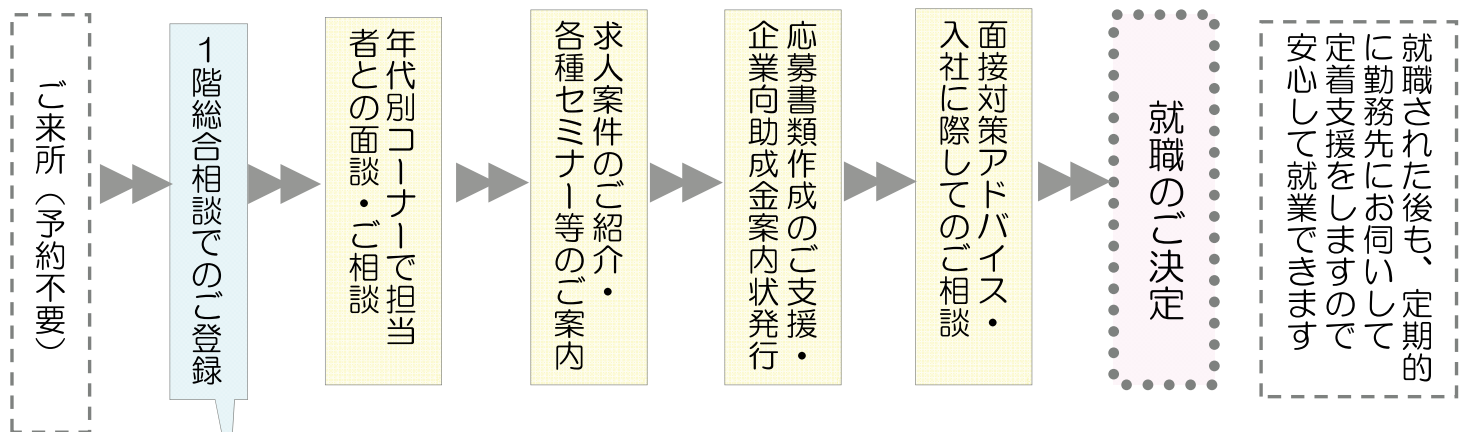 ご来所（予約不要）
１階総合相談でのご登録
年代別コーナーで担当
者との面談・ご相談
求人案件のご紹介・
各種セミナー等のご案内
応募書類作成のご支援・
企業向助成金案内状発行
面接対策アドバイス・
入社に際してのご相談
就職のご決定
就職された後も、定期的
に勤務先にお伺いして
定着支援をしますので
安心して就業できます